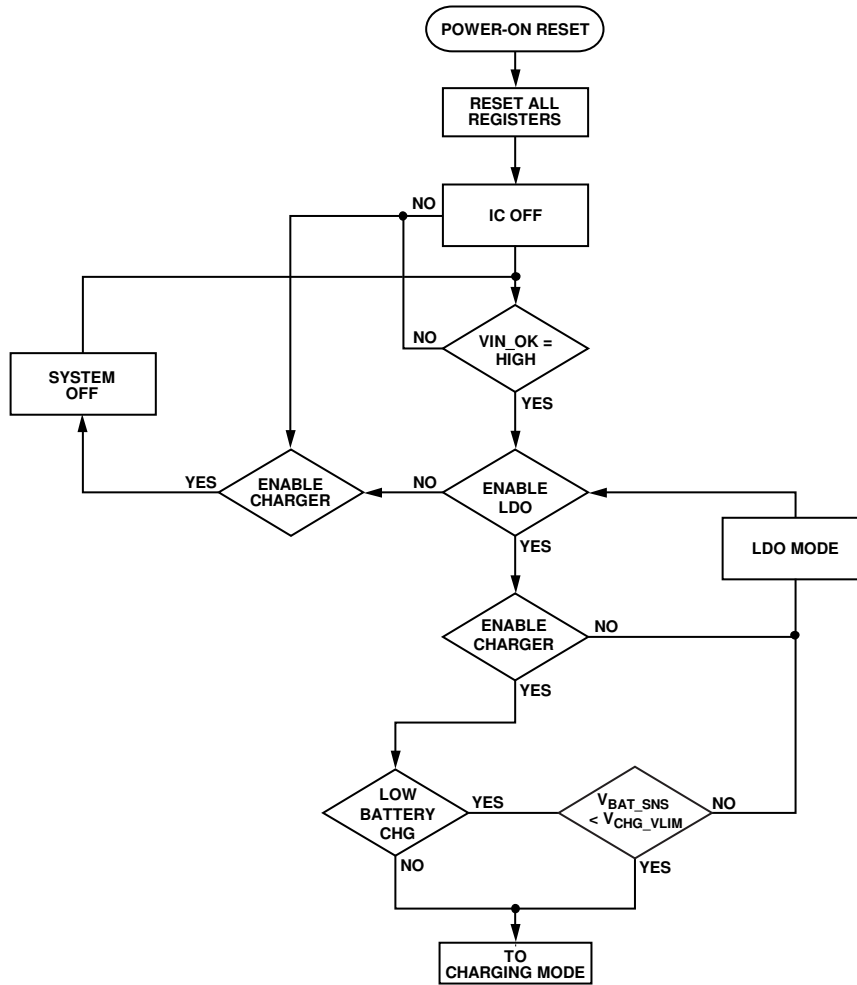 POWER-ON RESET
RESET ALL
REGISTERS
NO
IC OFF
NO
VIN_OK =
HIGH
SYSTEM
OFF
YES
YES
ENABLE
CHARGER
NO
ENABLE
LDO
YES
LDO MODE
ENABLE
CHARGER
NO
YES
LOW
BATTERY
CHG
YES
VBAT_SNS
< VCHG_VLIM
NO
NO
YES
TO
CHARGING MODE